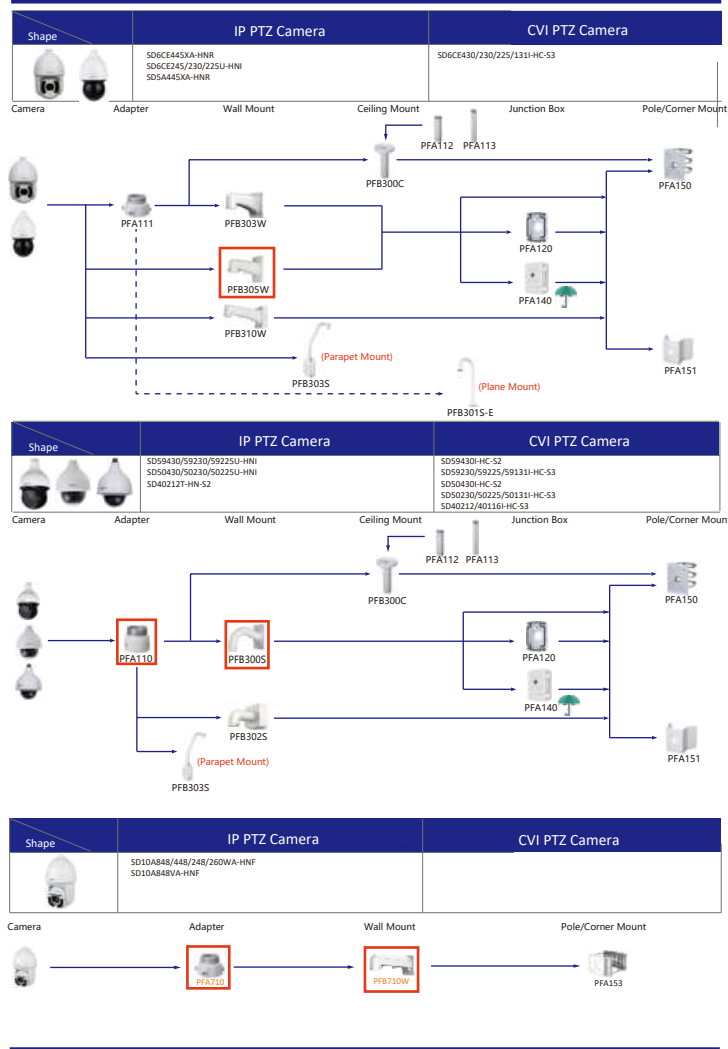 Shape
IP PTZ Camera
CVI PTZ Camera
SD6CE445XA-HNR
SD6CE245/230/225U-HNI
SD5A445XA-HNR
SD6CE430/230/225/131I-HC-S3
Camera
Adapter
Wall Mount
Ceiling Mount
Junction Box
Pole/Corner Mount
PFA112
PFA113
PFB300C
PFA150
PFA111
PFB303W
PFA120
PFB305W
PFA140
PFB310W
(Parapet Mount)
PFA151
PFB303S
(Plane Mount)
PFB301S-E
Shape
IP PTZ Camera
CVI PTZ Camera
SD59430/59230/59225U-HNI
SD50430/50230/50225U-HNI
SD40212T-HN-S2
SD59430I-HC-S2
SD59230/59225/59131I-HC-S3
SD50430I-HC-S2
SD50230/50225/50131I-HC-S3
SD40212/40116I-HC-S3
Camera
Adapter
Wall Mount
Ceiling Mount
Junction Box
Pole/Corner Mount
PFA112
PFA113
PFB300C
PFA150
PFA110
PFB300S
PFA120
PFA140
PFB302S
(Parapet Mount)
PFA151
PFB303S
Shape
IP PTZ Camera
CVI PTZ Camera
SD10A848/448/248/260WA-HNF
SD10A848VA-HNF
Camera
Adapter
Wall Mount
Pole/Corner Mount
PFA710
PFB710W
PFA153